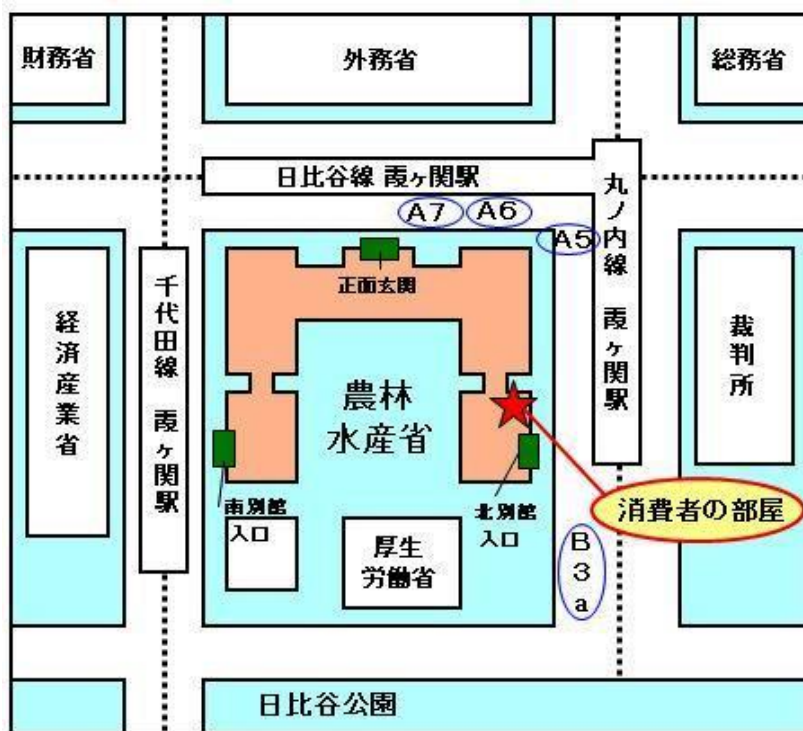 財務省
外務省
総務省
日比谷線 霞ヶ関駅
丸ノ内線 霞ヶ関駅
A7
A6
A5
正面玄関
千代田線 霞ヶ関駅
経済産業省
農林
水産省
裁判所
南別館
入口
北別館
入口
消費者の部屋
厚生
労働省
B3a
日比谷公園